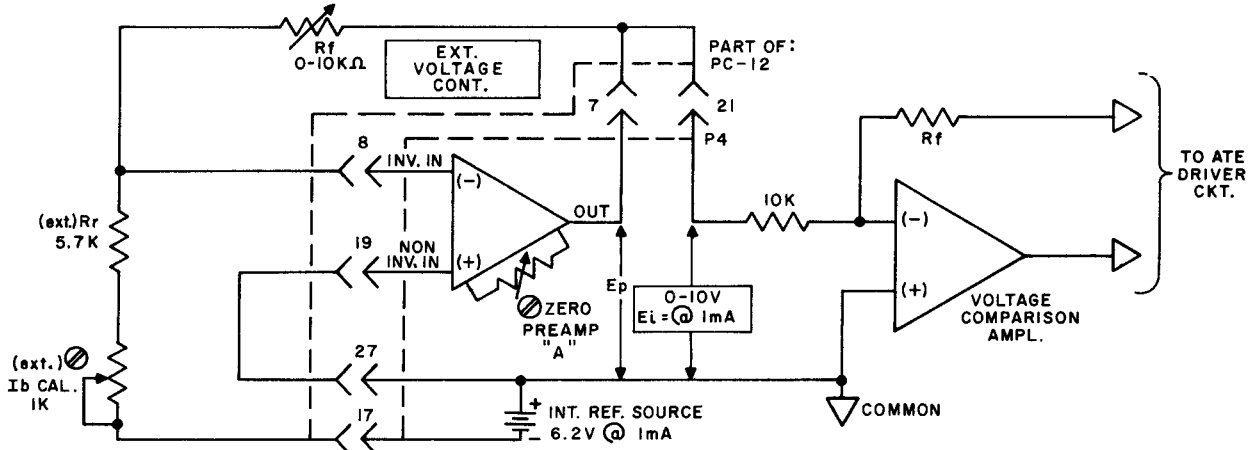 Rf
0-10KΩ
EXT.
VOLTAGE
CONT.
PART OF:
PC-12
7
21
P4
8
INV. IN
(-)
OUT
19
NON
INV. IN
(+)
(ext.) Rr
5.7K
(ext.)
Ib CAL.
1K
ZERO
PREAMP
"A"
Ep
0-10V
Ei = @ 1mA
10K
Rf
(-)
(+)
VOLTAGE
COMPARISON
AMPL.
TO ATE
DRIVER
CKT.
27
17
+
-
INT. REF. SOURCE
6.2V @ 1mA
COMMON